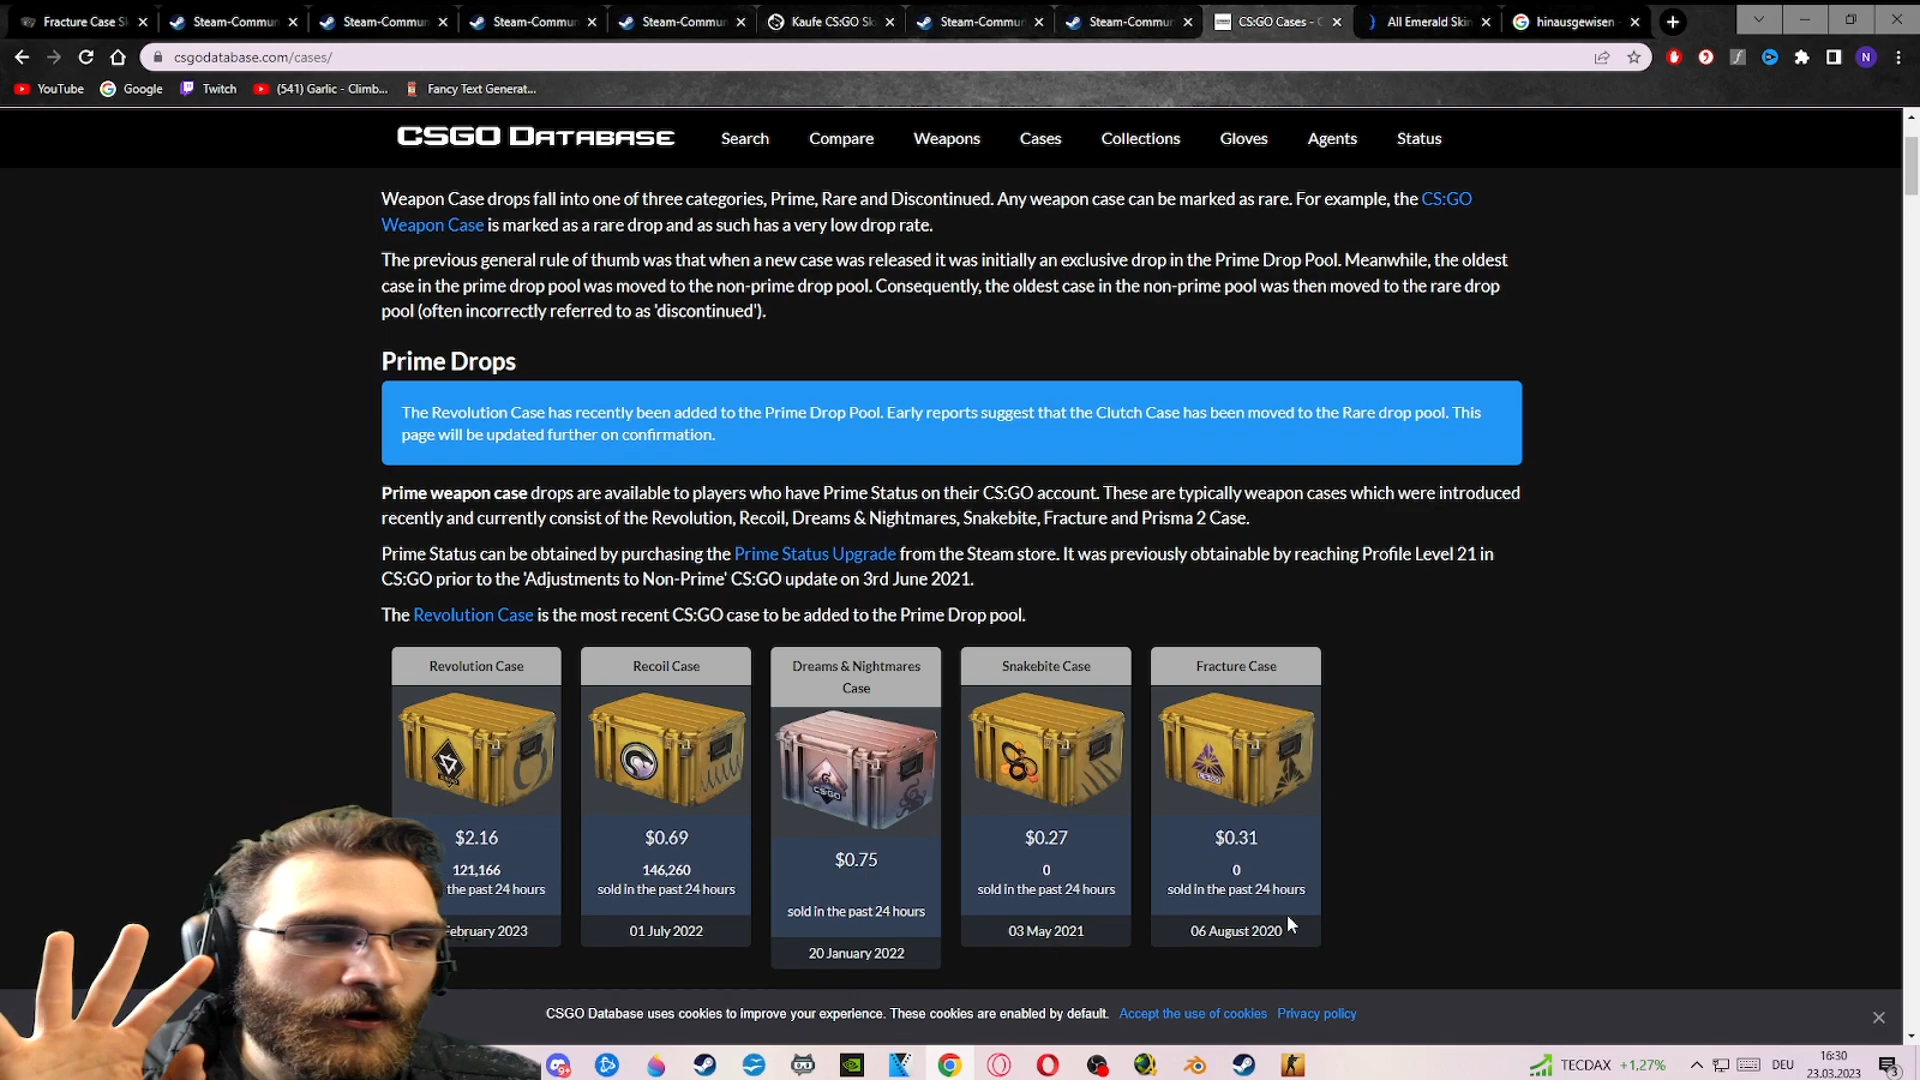 Fracture Case Sk
Steam-Commun
Steam-Commun
Steam-Commun
Steam-Commun
Kaufe CS:GO Sk
Steam-Commun
Steam-Commun
CS:GO Cases - C
All Emerald Skin
hinausgewisen -
csgodatabase.com/cases/
N
YouTube
Google
Twitch
(541) Garlic - Climb...
Fancy Text Generat...
CSGO DATABASE
Search
Compare
Weapons
Cases
Collections
Gloves
Agents
Status
Weapon Case drops fall into one of three categories, Prime, Rare and Discontinued. Any weapon case can be marked as rare. For example, the CS:GO
Weapon Case is marked as a rare drop and as such has a very low drop rate.
The previous general rule of thumb was that when a new case was released it was initially an exclusive drop in the Prime Drop Pool. Meanwhile, the oldest
case in the prime drop pool was moved to the non-prime drop pool. Consequently, the oldest case in the non-prime pool was then moved to the rare drop
pool (often incorrectly referred to as 'discontinued').
Prime Drops
The Revolution Case has recently been added to the Prime Drop Pool. Early reports suggest that the Clutch Case has been moved to the Rare drop pool. This
page will be updated further on confirmation.
Prime weapon case drops are available to players who have Prime Status on their CS:GO account. These are typically weapon cases which were introduced
recently and currently consist of the Revolution, Recoil, Dreams & Nightmares, Snakebite, Fracture and Prisma 2 Case.
Prime Status can be obtained by purchasing the Prime Status Upgrade from the Steam store. It was previously obtainable by reaching Profile Level 21 in
CS:GO prior to the 'Adjustments to Non-Prime' CS:GO update on 3rd June 2021.
The Revolution Case is the most recent CS:GO case to be added to the Prime Drop pool.
Revolution Case
$2.16
121,166
the past 24 hours
ebruary 2023
Recoil Case
$0.69
146,260
sold in the past 24 hours
01 July 2022
Dreams & Nightmares
Case
CS:GO
$0.75
sold in the past 24 hours
20 January 2022
Snakebite Case
$0.27
0
sold in the past 24 hours
03 May 2021
Fracture Case
CS:GO
$0.31
0
sold in the past 24 hours
06 August 2020
CSGO Database uses cookies to improve your experience. These cookies are enabled by default. Accept the use of cookies Privacy policy
9+
TECDAX +1,27%
DEU
16:30
23.03.2023
3